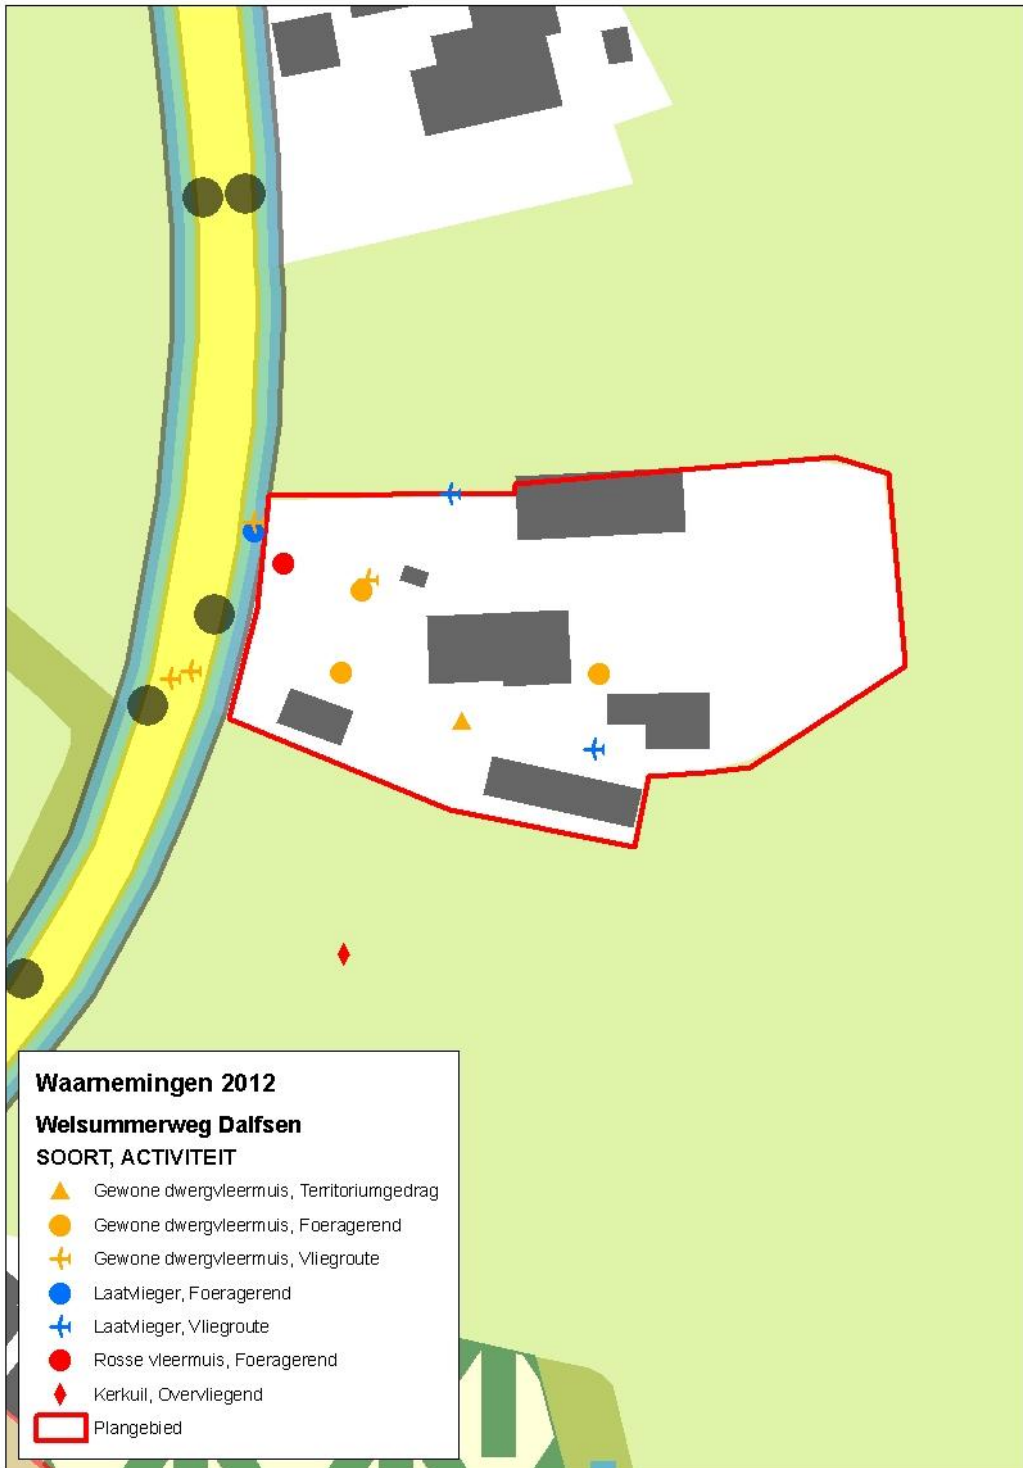 Waarnemingen 2012
Welsummerweg Dalfsen
SOORT, ACTIVITEIT
Gewone dwergvleermuis, Territoriumgedrag
Gewone dwergvleermuis, Foeragerend
Gewone dwergvleermuis, Vliegroute
Laatvlieger, Foeragerend
Laatvlieger, Vliegroute
Rosse vleermuis, Foeragerend
Kerkuil, Overvliegend
Plangebied